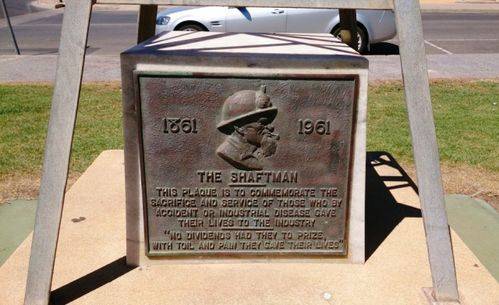 1861 1961
THE SHAFTMAN
THIS PLAQUE IS TO COMMEMORATE THE
SACRIFICE AND SERVICE OF THOSE WHO BY
ACCIDENT OR INDUSTRIAL DISEASE GAVE
THEIR LIVES TO THE INDUSTRY
"NO DIVIDENDS HAD THEY TO PRIZE,
WITH TOIL AND PAIN THEY GAVE THEIR LIVES"